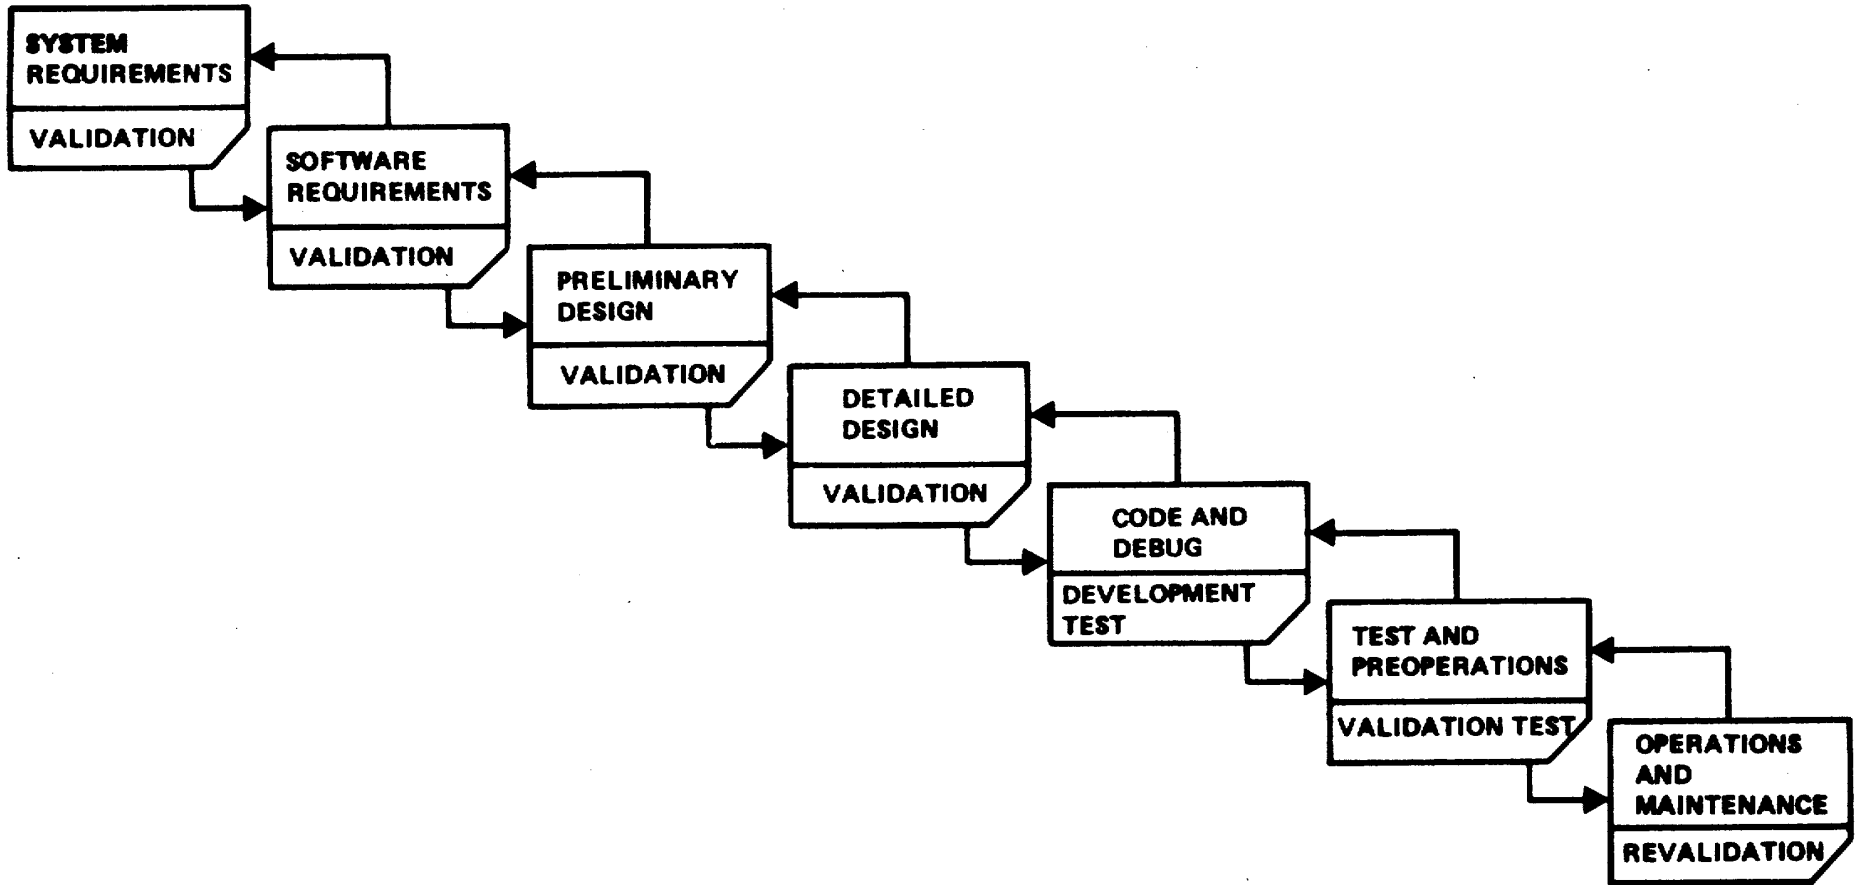 SYSTEM
REQUIREMENTS
VALIDATION
SOFTWARE
REQUIREMENTS
VALIDATION
PRELIMINARY
DESIGN
VALIDATION
DETAILED
DESIGN
VALIDATION
CODE AND
DEBUG
DEVELOPMENT
TEST
TEST AND
PREOPERATIONS
VALIDATION TEST
OPERATIONS
AND
MAINTENANCE
REVALIDATION